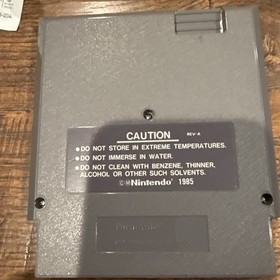 CAUTION REV-A
●DO NOT STORE IN EXTREME TEMPERATURES.
●DO NOT IMMERSE IN WATER.
●DO NOT CLEAN WITH BENZENE, THINNER,
ALCOHOL OR OTHER SUCH SOLVENTS.
©Ⓜ Nintendo® 1985